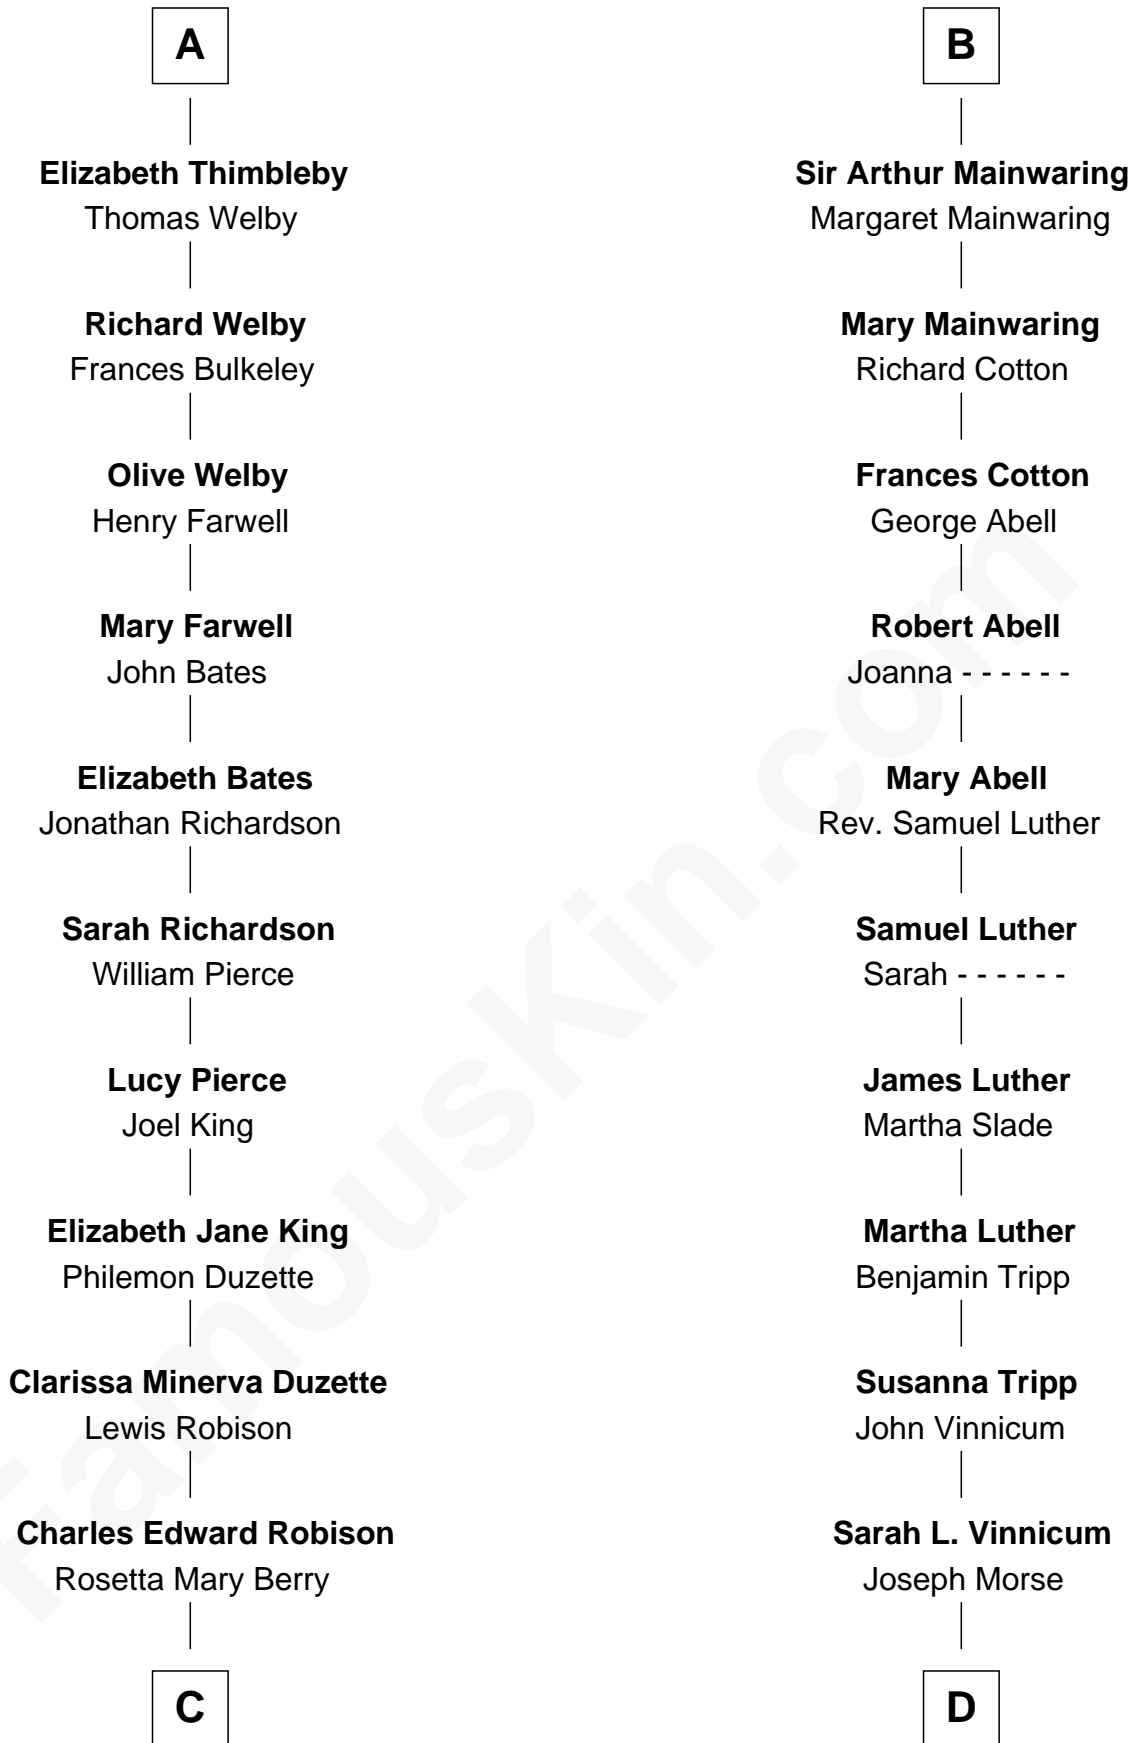 A
Elizabeth Thimbleby
Thomas Welby
Richard Welby
Frances Bulkeley
Olive Welby
Henry Farwell
Mary Farwell
John Bates
Elizabeth Bates
Jonathan Richardson
Sarah Richardson
William Pierce
Lucy Pierce
Joel King
Elizabeth Jane King
Philemon Duzette
Clarissa Minerva Duzette
Lewis Robison
Charles Edward Robison
Rosetta Mary Berry
C
B
Sir Arthur Mainwaring
Margaret Mainwaring
Mary Mainwaring
Richard Cotton
Frances Cotton
George Abell
Robert Abell
Joanna - - - - - -
Mary Abell
Rev. Samuel Luther
Samuel Luther
Sarah - - - - - -
James Luther
Martha Slade
Martha Luther
Benjamin Tripp
Susanna Tripp
John Vinnicum
Sarah L. Vinnicum
Joseph Morse
D
FamousKin.com